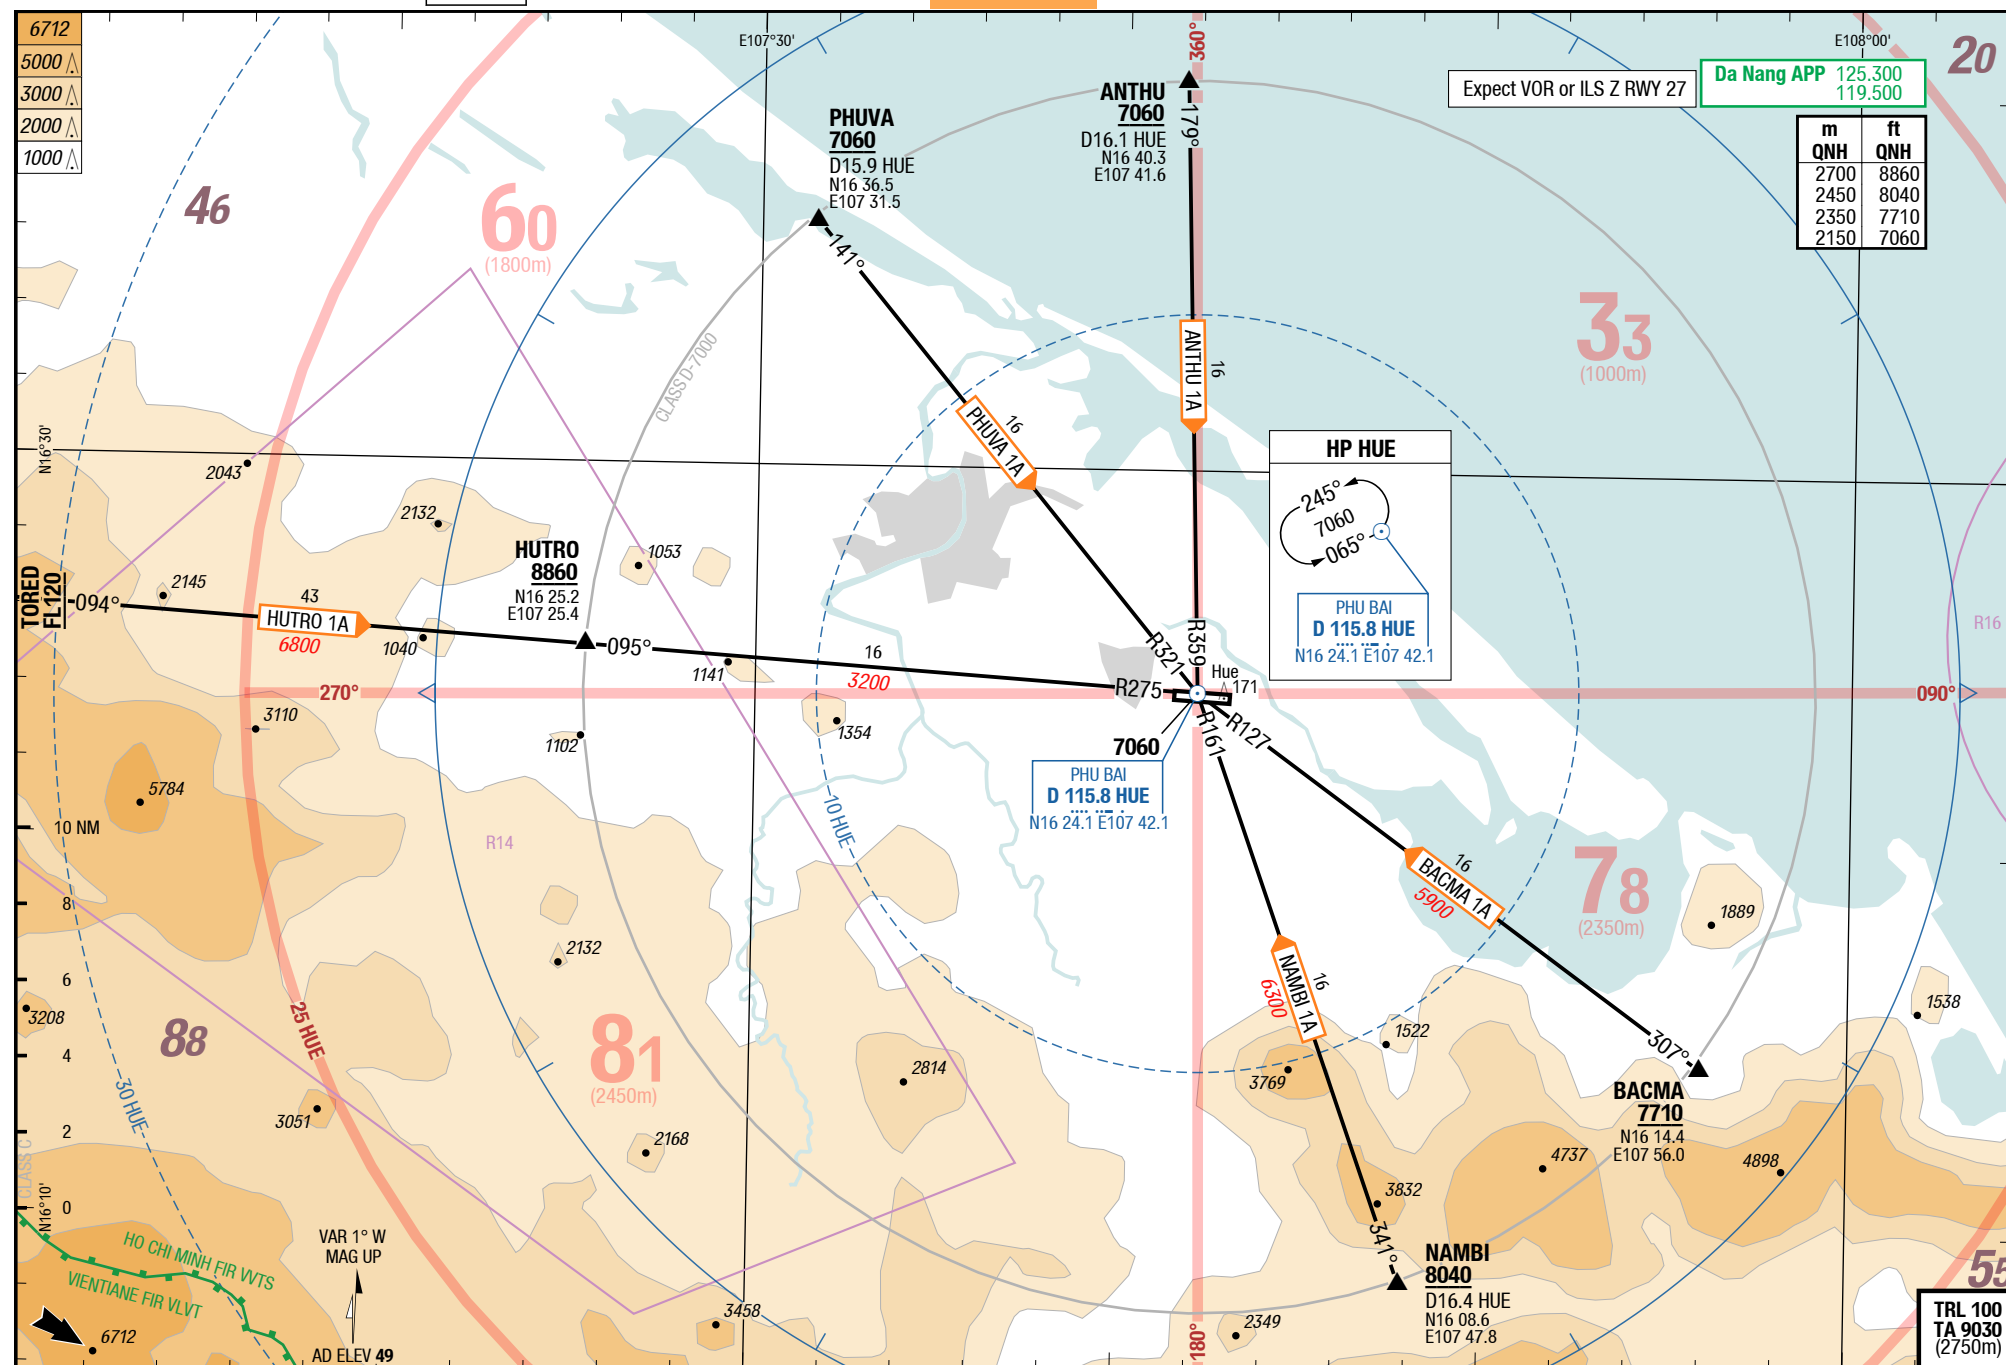 6712
5000
3000
2000
1000
E107°30'
360°
E108°00'
20
Expect VOR or ILS Z RWY 27
Da Nang APP 125.300
119.500
m ft
QNH QNH
2700 8860
2450 8040
2350 7710
2150 7060
ANTHU
7060
D16.1 HUE
N16 40.3
E107 41.6
179°
PHUVA
7060
D15.9 HUE
N16 36.5
E107 31.5
141°
46
60
(1800m)
33
(1000m)
CLASS D-7000
ANTHU 1A
16
PHUVA 1A
16
N16°30'
2043
2132
1053
HP HUE
245°
7060
065°
PHU BAI
D 115.8 HUE
N16 24.1 E107 42.1
HUTRO
8860
N16 25.2
E107 25.4
TORED
FL120
2145
094°
43
HUTRO 1A
6800
1040
095°
16
3200
1141
R275
R321
R359
Hue
171
R16
270°
090°
3110
1102
1354
R161
R127
7060
PHU BAI
D 115.8 HUE
N16 24.1 E107 42.1
5784
10 NM
R14
10 HUE
8
6
4
2
0
16
BACMA 1A
5900
78
(2350m)
1889
2132
16
NAMBI 1A
6300
3208
88
25 HUE
81
(2450m)
2814
1522
3769
1538
307°
BACMA
7710
N16 14.4
E107 56.0
30 HUE
3051
2168
CLASS C
4737
4898
3832
N16°10'
341°
NAMBI
8040
D16.4 HUE
N16 08.6
E107 47.8
HO CHI MINH FIR VVTS
VIENTIANE FIR VLVT
VAR 1° W
MAG UP
6712
AD ELEV 49
3458
2349
180°
55
TRL 100
TA 9030
(2750m)